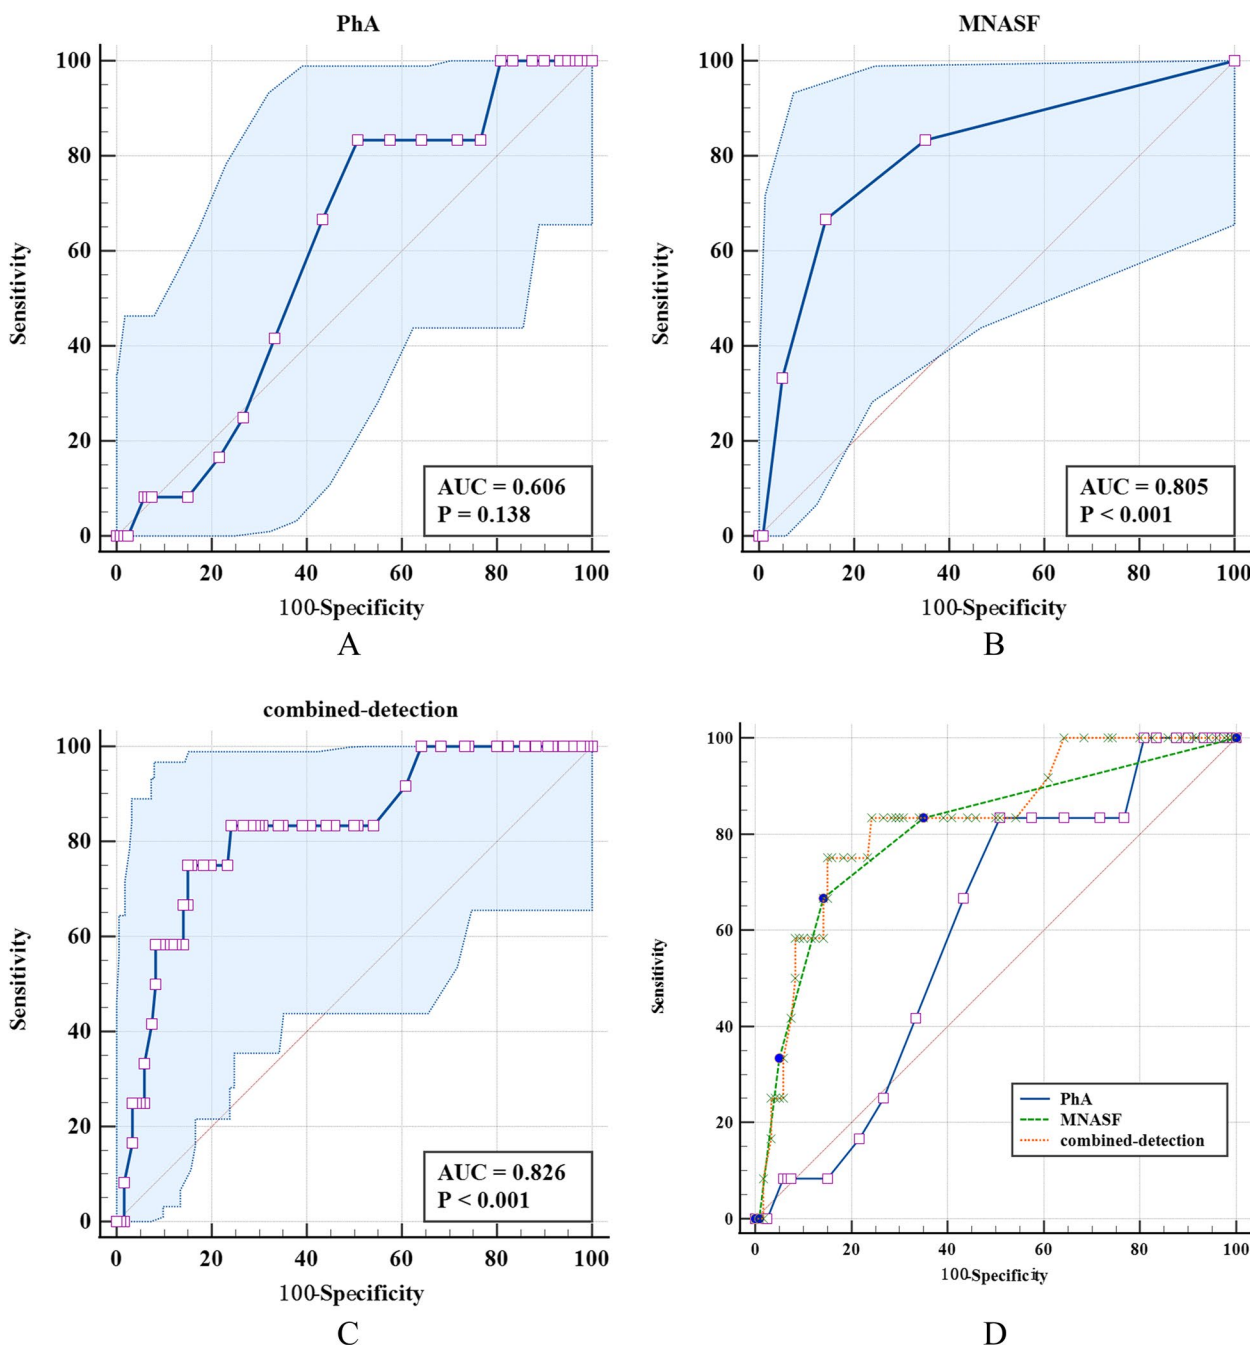 PhA
100
80
60
40
20
0
Sensitivity
AUC = 0.606
P = 0.138
0 20 40 60 80 100
100-Specificity
A
MNASF
100
80
60
40
20
0
Sensitivity
AUC = 0.805
P < 0.001
0 20 40 60 80 100
100-Specificity
B
combined-detection
100
80
60
40
20
0
Sensitivity
AUC = 0.826
P < 0.001
0 20 40 60 80 100
100-Specificity
C
100
80
60
40
20
0
Sensitivity
PhA
MNASF
combined-detection
0 20 40 60 80 100
100-Specificity
D